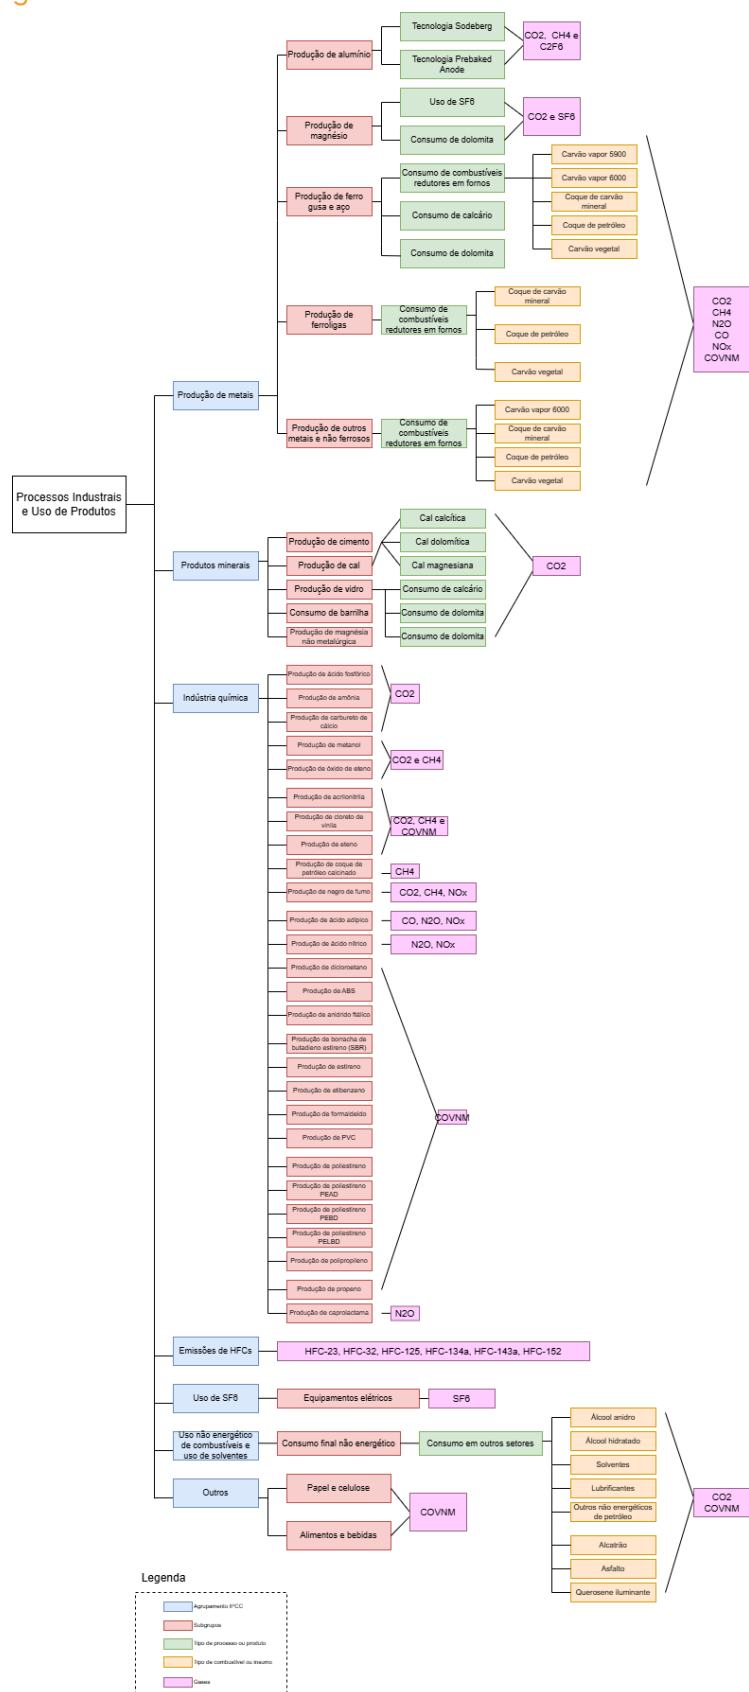 Processos Industriais
e Uso de Produtos
Produção de metais
Produção de alumínio
Tecnologia Sodeberg
Tecnologia Prebaked
Anode
CO2, CH4 e
C2F6
Produção de
magnésio
Uso de SF6
Consumo de dolomita
CO2 e SF6
Produção de ferro
gusa e aço
Consumo de combustíveis
redutores em fornos
Carvão vapor 5900
Carvão vapor 6000
Coque de carvão
mineral
Coque de petróleo
Carvão vegetal
Consumo de calcário
Consumo de dolomita
Produção de
ferroligas
Consumo de
combustíveis
redutores em fornos
Coque de carvão
mineral
Coque de petróleo
Carvão vegetal
Produção de outros
metais e não ferrosos
Consumo de
combustíveis
redutores em fornos
Carvão vapor 6000
Coque de carvão
mineral
Coque de petróleo
Carvão vegetal
CO2
CH4
N2O
CO
NOx
COVNM
Produtos minerais
Produção de cimento
Produção de cal
Cal calcítica
Cal dolomítica
Cal magnesiana
Produção de vidro
Consumo de calcário
Consumo de dolomita
Consumo de dolomita
Consumo de barrilha
Produção de magnésia
não metalúrgica
CO2
Indústria química
Produção de ácido fosfórico
Produção de amônia
Produção de carbureto de
cálcio
CO2
Produção de metanol
Produção de óxido de eteno
CO2 e CH4
Produção de acrilonitrila
Produção de cloreto de
vinila
Produção de eteno
CO2, CH4 e
COVNM
Produção de coque de
petróleo calcinado
CH4
Produção de negro de fumo
CO2, CH4, NOx
Produção de ácido adípico
CO, N2O, NOx
Produção de ácido nítrico
N2O, NOx
Produção de dicloroetano
Produção de ABS
Produção de anidrido ftálico
Produção de borracha de
butadieno estireno (SBR)
Produção de estireno
Produção de etilbenzeno
Produção de formaldeído
Produção de PVC
Produção de poliestireno
Produção de poliestireno
PEAD
Produção de poliestireno
PEBD
Produção de poliestireno
PELBD
Produção de polipropileno
Produção de propeno
COVNM
Produção de caprolactama
N2O
Emissões de HFCs
HFC-23, HFC-32, HFC-125, HFC-134a, HFC-143a, HFC-152
Uso de SF6
Equipamentos elétricos
SF6
Uso não energético
de combustíveis e
uso de solventes
Consumo final não energético
Consumo em outros setores
Álcool anidro
Álcool hidratado
Solventes
Lubrificantes
Outros não energéticos
de petróleo
Alcatrão
Asfalto
Querosene iluminante
CO2
COVNM
Outros
Papel e celulose
Alimentos e bebidas
COVNM
Legenda
Agrupamento IPCC
Subgrupos
Tipo de processo ou produto
Tipo de combustível ou insumo
Gases